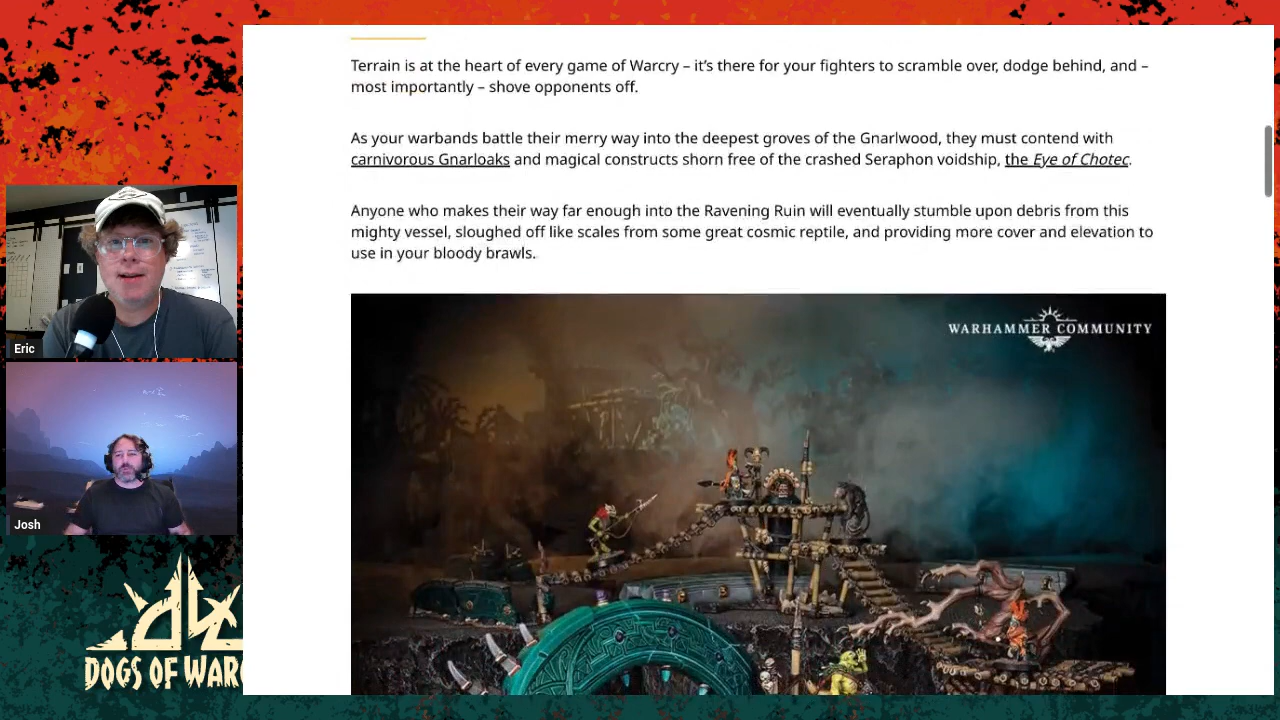 Terrain is at the heart of every game of Warcry – it's there for your fighters to scramble over, dodge behind, and –
most importantly – shove opponents off.
As your warbands battle their merry way into the deepest groves of the Gnarlwood, they must contend with
carnivorous Gnarloaks and magical constructs shorn free of the crashed Seraphon voidship, the Eye of Chotec.
Anyone who makes their way far enough into the Ravening Ruin will eventually stumble upon debris from this
mighty vessel, sloughed off like scales from some great cosmic reptile, and providing more cover and elevation to
use in your bloody brawls.
WARHAMMER COMMUNITY
Eric
Josh
DOGS OF WARC